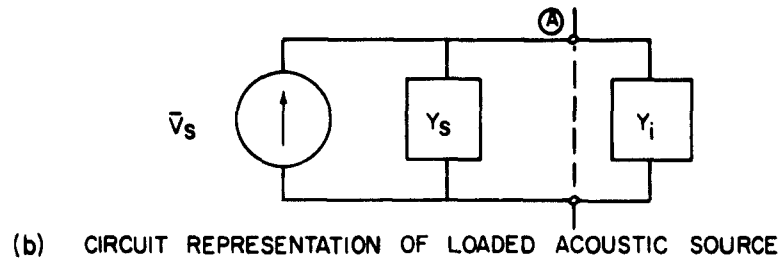 A
V̄s
Ys
Yi
(b) CIRCUIT REPRESENTATION OF LOADED ACOUSTIC SOURCE